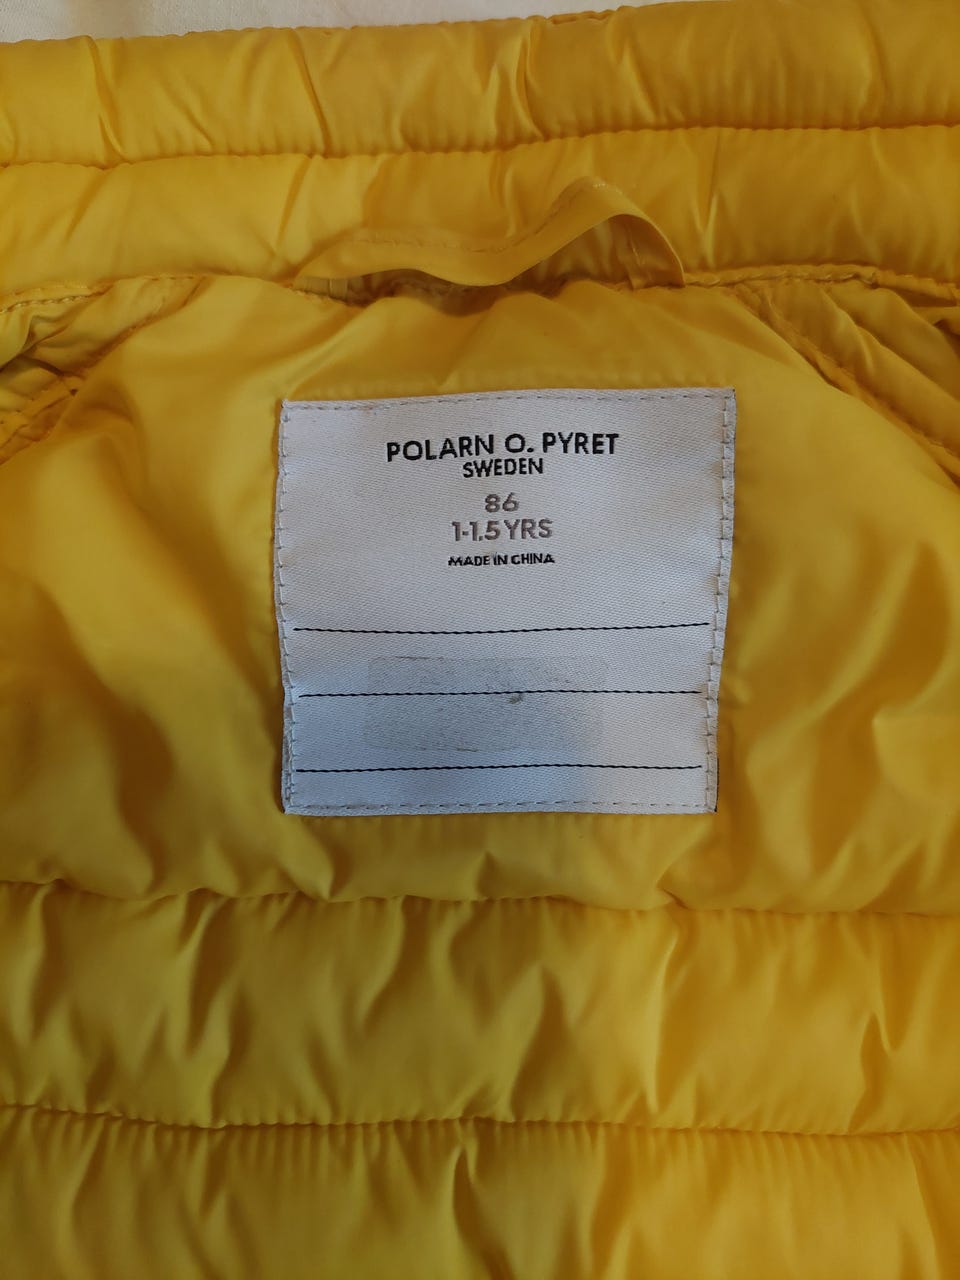 POLARN O. PYRET
SWEDEN
86
1-1,5 YRS
MADE IN CHINA